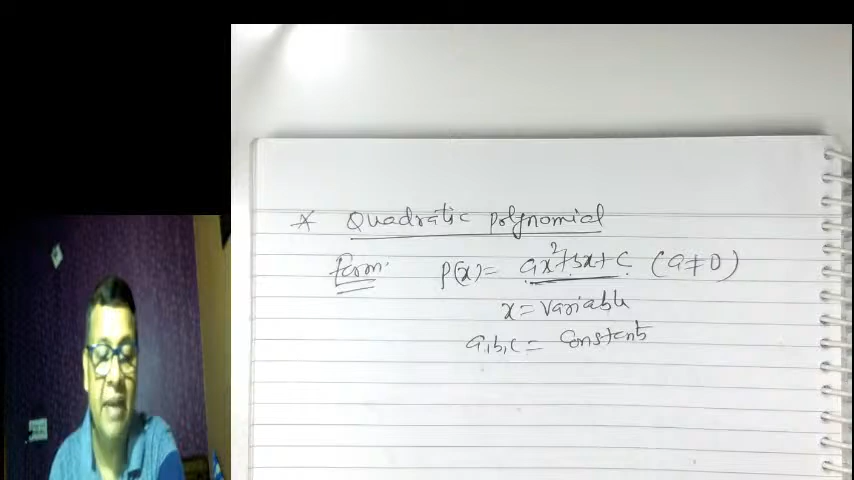 * Quadratic Polynomial
Form: P(x) = ax²+bx+c (a≠0)
x = Variable
a,b,c = Constants